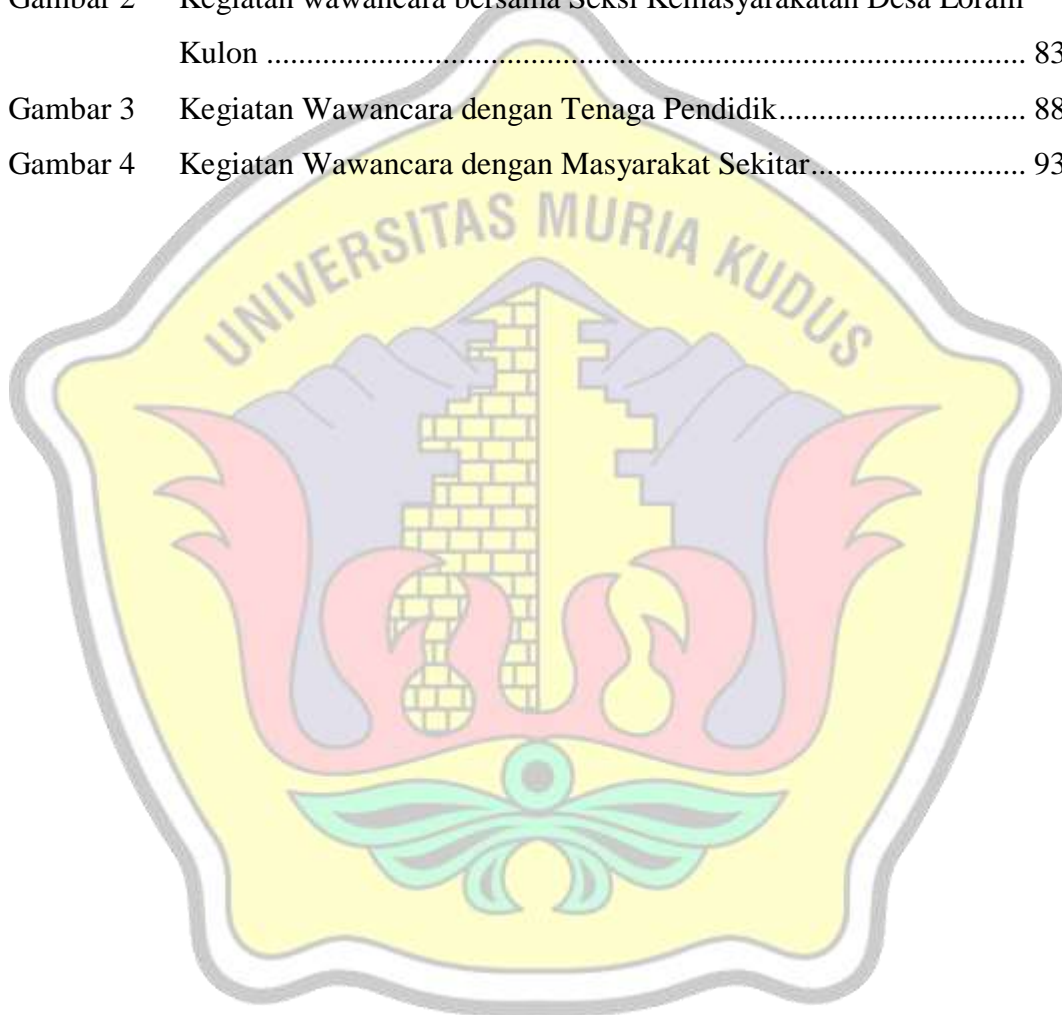 Gambar 2 Kegiatan wawancara bersama Seksi Kemasyarakatan Desa Loram
Kulon ........................................................................................ 83
Gambar 3 Kegiatan Wawancara dengan Tenaga Pendidik.............................. 88
Gambar 4 Kegiatan Wawancara dengan Masyarakat Sekitar.......................... 93
UNIVERSITAS MURIA KUDUS